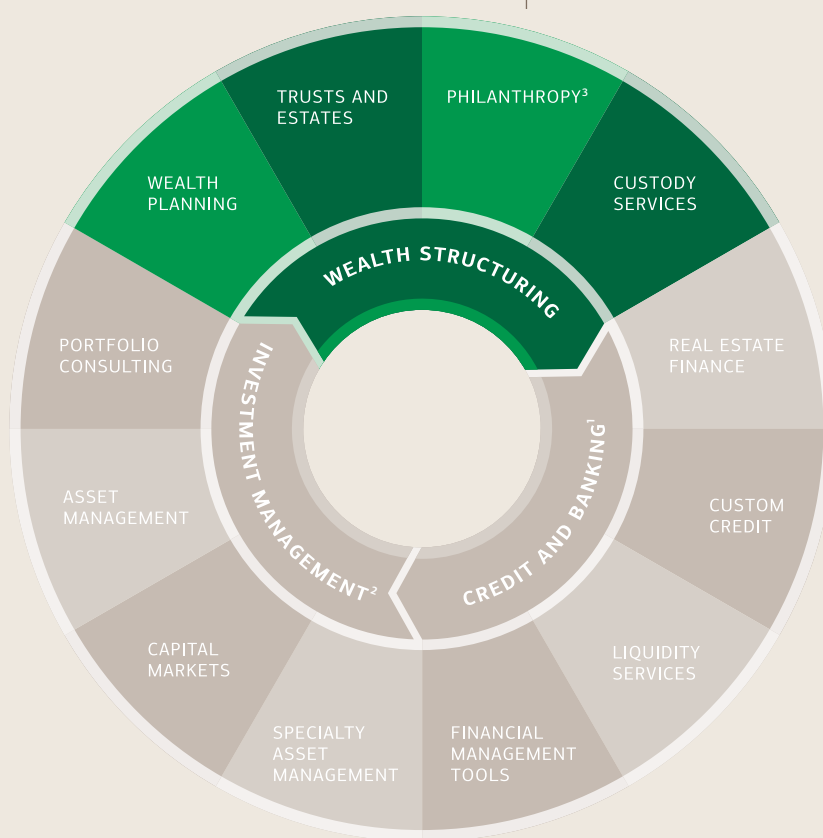 TRUSTS AND
ESTATES
PHILANTHROPY³
CUSTODY
SERVICES
REAL ESTATE
FINANCE
CUSTOM
CREDIT
LIQUIDITY
SERVICES
FINANCIAL
MANAGEMENT
TOOLS
SPECIALTY
ASSET
MANAGEMENT
CAPITAL
MARKETS
ASSET
MANAGEMENT
PORTFOLIO
CONSULTING
WEALTH
PLANNING
WEALTH STRUCTURING
CREDIT AND BANKING¹
INVESTMENT MANAGEMENT²